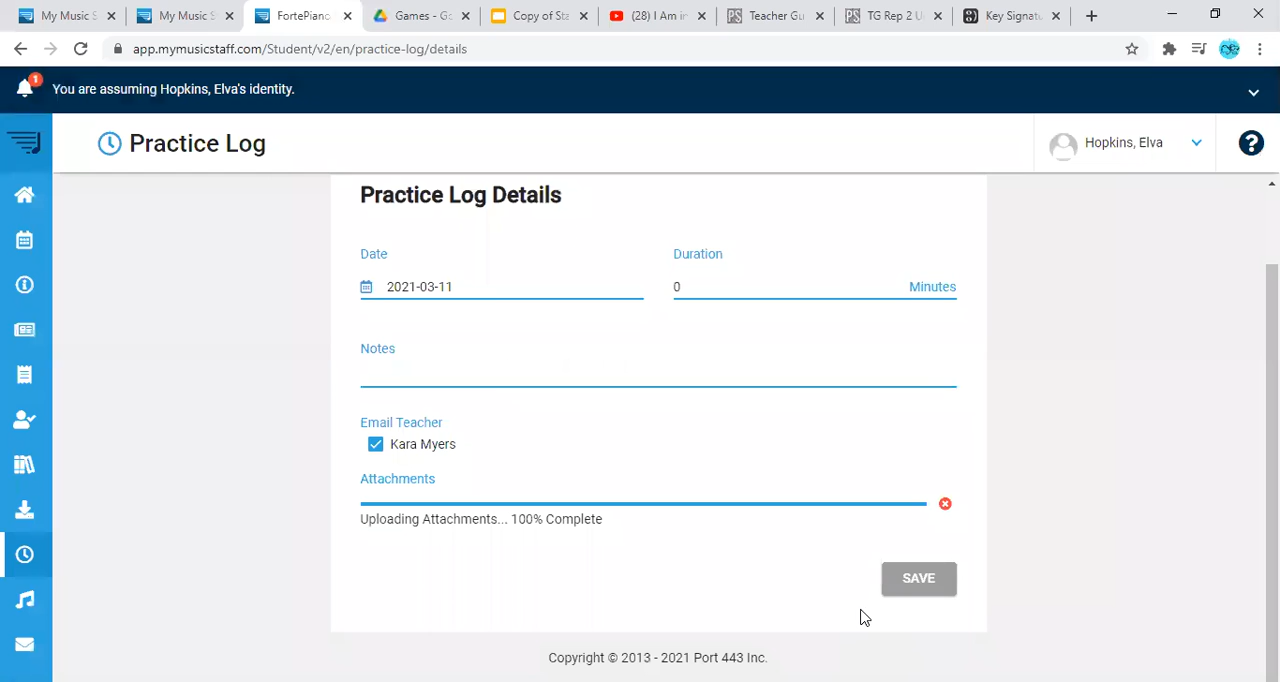 My Music S
My Music S
FortePiano
Games - Go
Copy of Sta
(28) I Am in
Teacher Gu
TG Rep 2 U
Key Signatu
app.mymusicstaff.com/Student/v2/en/practice-log/details
1
You are assuming Hopkins, Elva's identity.
Practice Log
Hopkins, Elva
Practice Log Details
Date
Duration
2021-03-11
0
Minutes
Notes
Email Teacher
Kara Myers
Attachments
Uploading Attachments... 100% Complete
SAVE
Copyright © 2013 - 2021 Port 443 Inc.